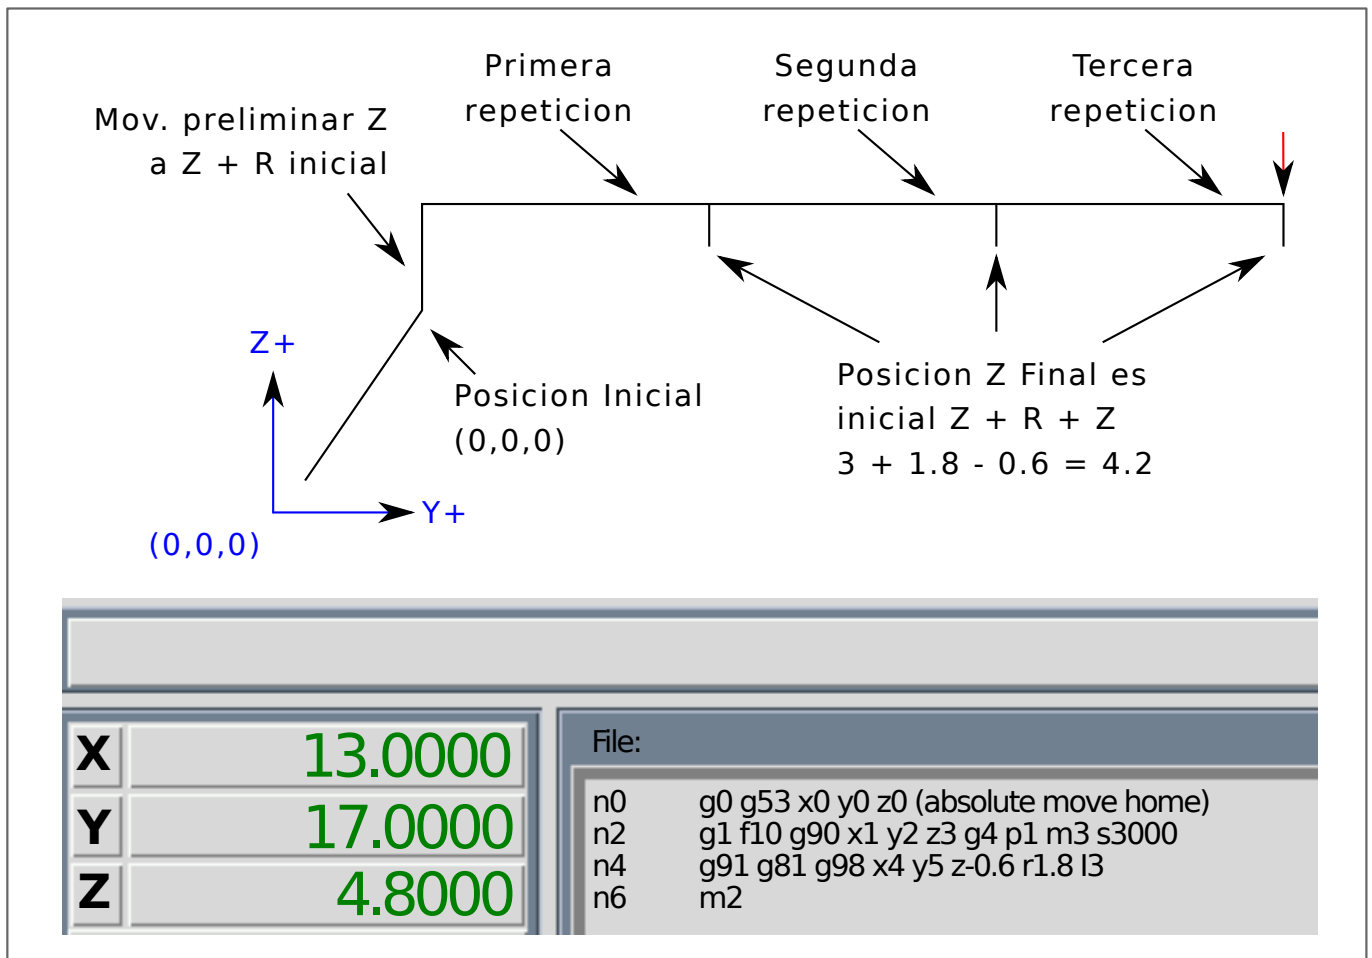 Primera
repeticion
Segunda
repeticion
Tercera
repeticion
Mov. preliminar Z
a Z + R inicial
Z+
Posicion Inicial
(0,0,0)
Posicion Z Final es
inicial Z + R + Z
3 + 1.8 - 0.6 = 4.2
Y+
(0,0,0)
X 13.0000
Y 17.0000
Z 4.8000
File:
n0 g0 g53 x0 y0 z0 (absolute move home)
n2 g1 f10 g90 x1 y2 z3 g4 p1 m3 s3000
n4 g91 g81 g98 x4 y5 z-0.6 r1.8 l3
n6 m2